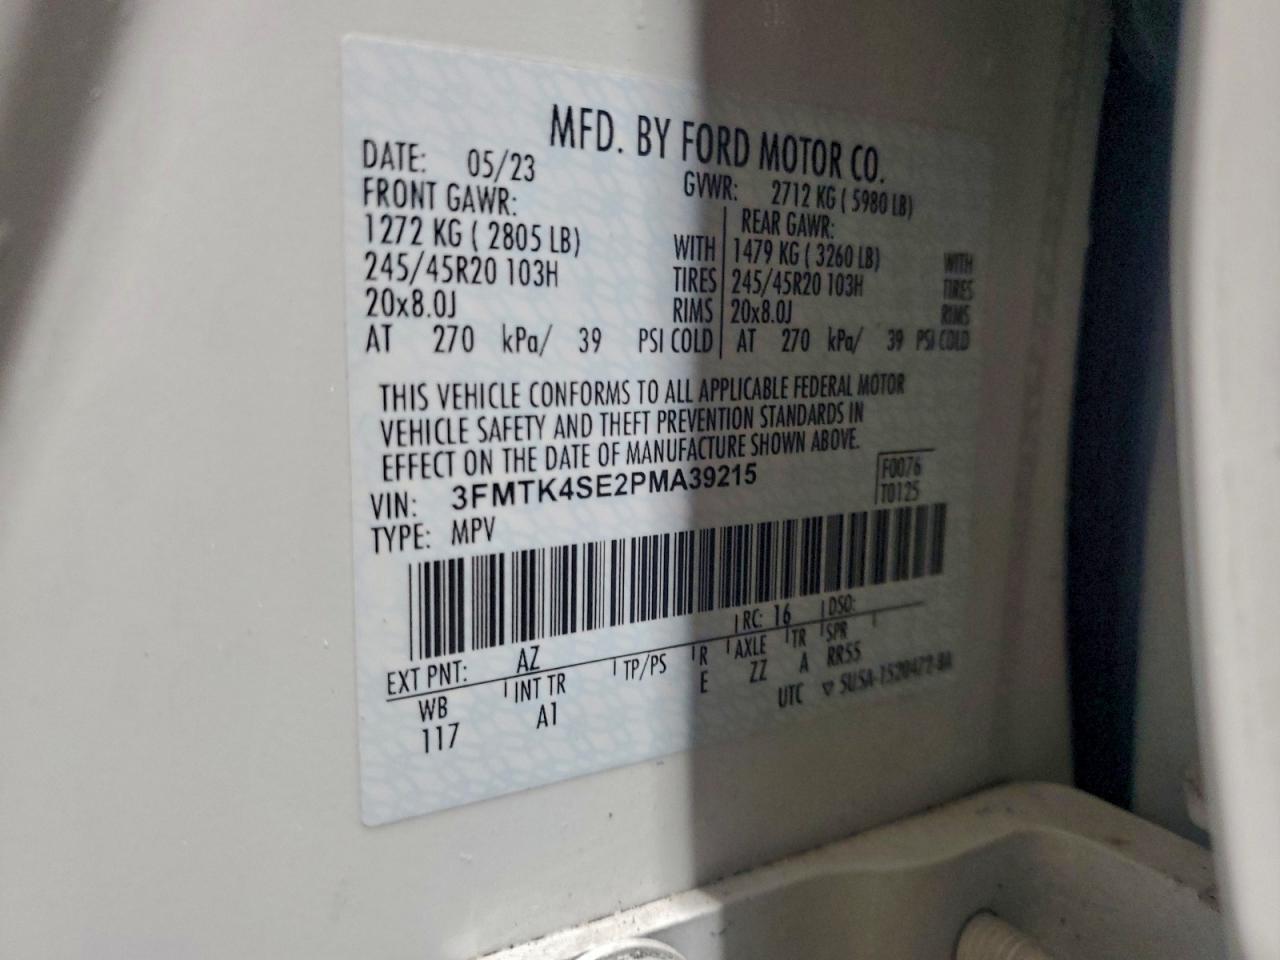 MFD. BY FORD MOTOR CO.
DATE: 05/23 GVWR: 2712 KG ( 5980 LB)
FRONT GAWR: REAR GAWR:
1272 KG ( 2805 LB) WITH 1479 KG ( 3260 LB) WITH
245/45R20 103H TIRES 245/45R20 103H TIRES
20x8.0J RIMS 20x8.0J RIMS
AT 270 kPa/ 39 PSI COLD AT 270 kPa/ 39 PSI COLD
THIS VEHICLE CONFORMS TO ALL APPLICABLE FEDERAL MOTOR
VEHICLE SAFETY AND THEFT PREVENTION STANDARDS IN
EFFECT ON THE DATE OF MANUFACTURE SHOWN ABOVE.
VIN: 3FMTK4SE2PMA39215 F0076
TYPE: MPV T0125
EXT PNT: AZ RC: 16 DSO:
WB INT TR TP/PS R AXLE TR SPR
117 A1 E ZZ A RR55
UTC ▽ 5U5A-1520472-BA